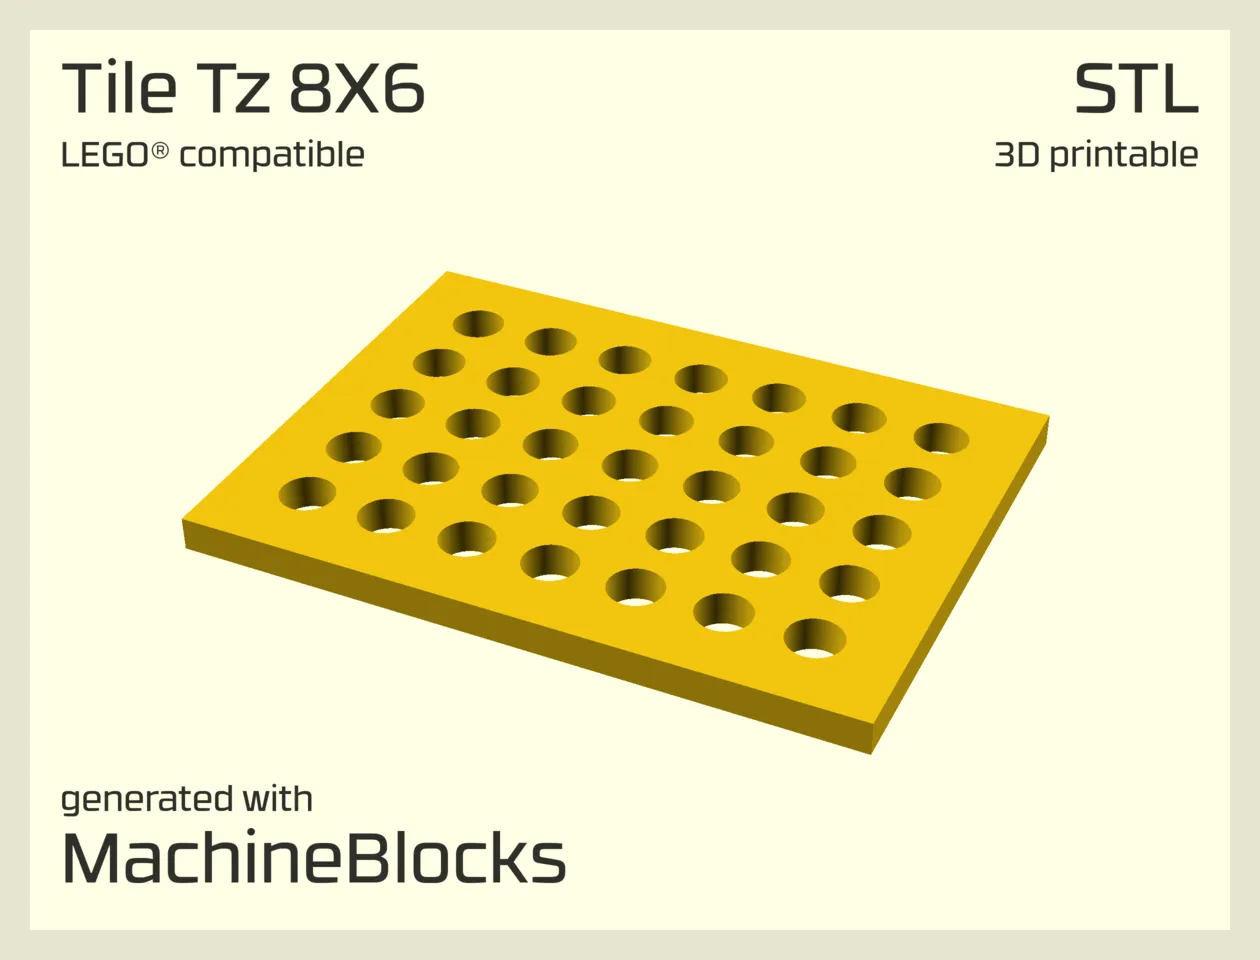 Tile Tz 8X6
LEGO® compatible
STL
3D printable
generated with
MachineBlocks